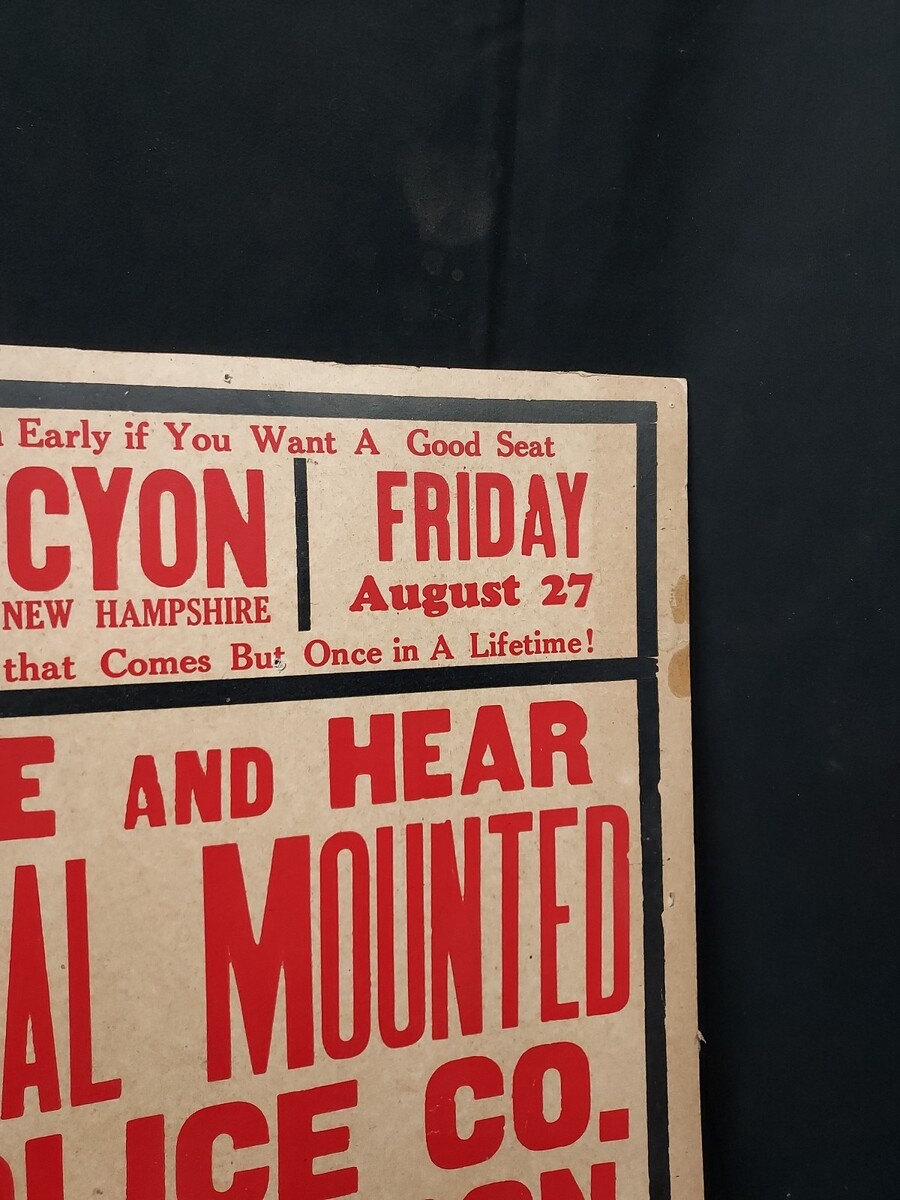 Early if You Want A Good Seat
CYON
FRIDAY
NEW HAMPSHIRE
August 27
that Comes But Once in A Lifetime!
E AND HEAR
AL MOUNTED
OLICE CO.